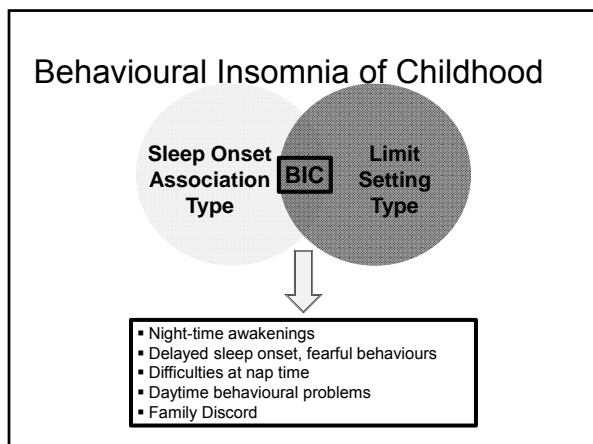 Behavioural Insomnia of Childhood
Sleep Onset
Association
Type
BIC
Limit
Setting
Type
▪ Night-time awakenings
▪ Delayed sleep onset, fearful behaviours
▪ Difficulties at nap time
▪ Daytime behavioural problems
▪ Family Discord